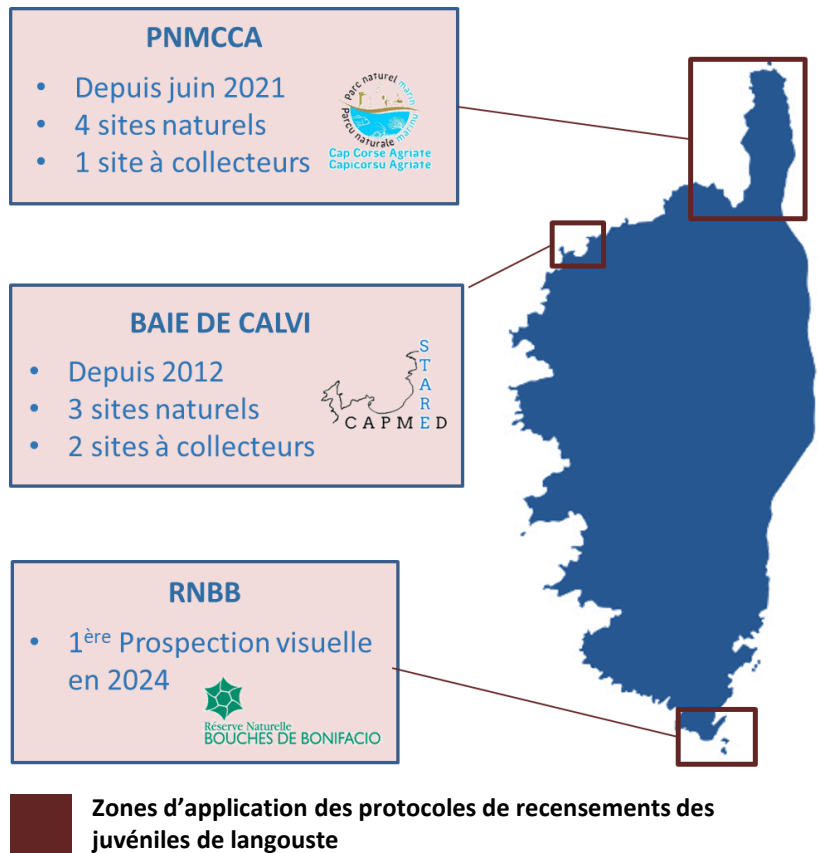 PNMCCA
• Depuis juin 2021
• 4 sites naturels
• 1 site à collecteurs
Parc naturel marin
Parcu naturale marinu
Cap Corse Agriate
Capicorsu Agriate
BAIE DE CALVI
• Depuis 2012
• 3 sites naturels
• 2 sites à collecteurs
STARE
CAPMED
RNBB
• 1ère Prospection visuelle
en 2024
Réserve Naturelle
BOUCHES DE BONIFACIO
Zones d’application des protocoles de recensements des
juvéniles de langouste